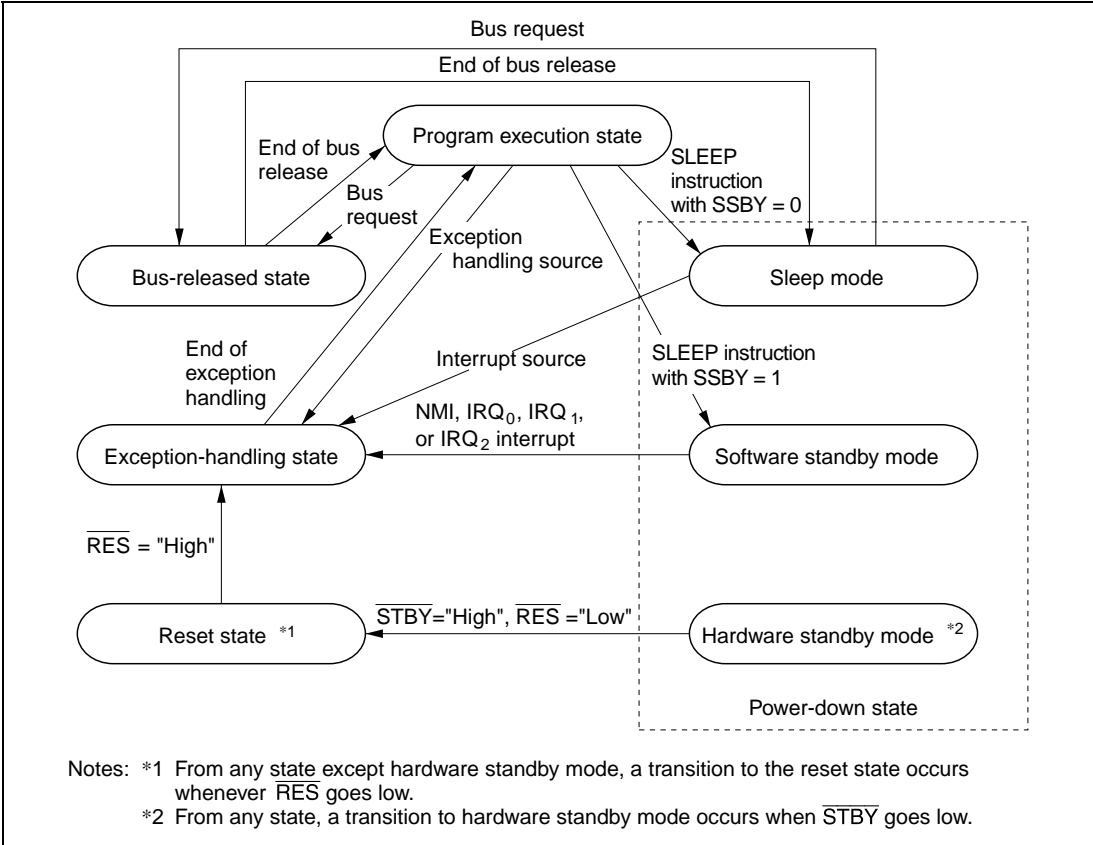 Bus request
End of bus release
Program execution state
End of bus
release
SLEEP
instruction
with SSBY = 0
Bus
request
Exception
handling source
Bus-released state
Sleep mode
End of
exception
handling
Interrupt source
SLEEP instruction
with SSBY = 1
NMI, IRQ₀, IRQ₁,
or IRQ₂ interrupt
Exception-handling state
Software standby mode
R̅E̅S̅ = "High"
S̅T̅B̅Y̅="High", R̅E̅S̅ ="Low"
Reset state *1
Hardware standby mode *2
Power-down state
Notes: *1 From any state except hardware standby mode, a transition to the reset state occurs
whenever R̅E̅S̅ goes low.
*2 From any state, a transition to hardware standby mode occurs when S̅T̅B̅Y̅ goes low.